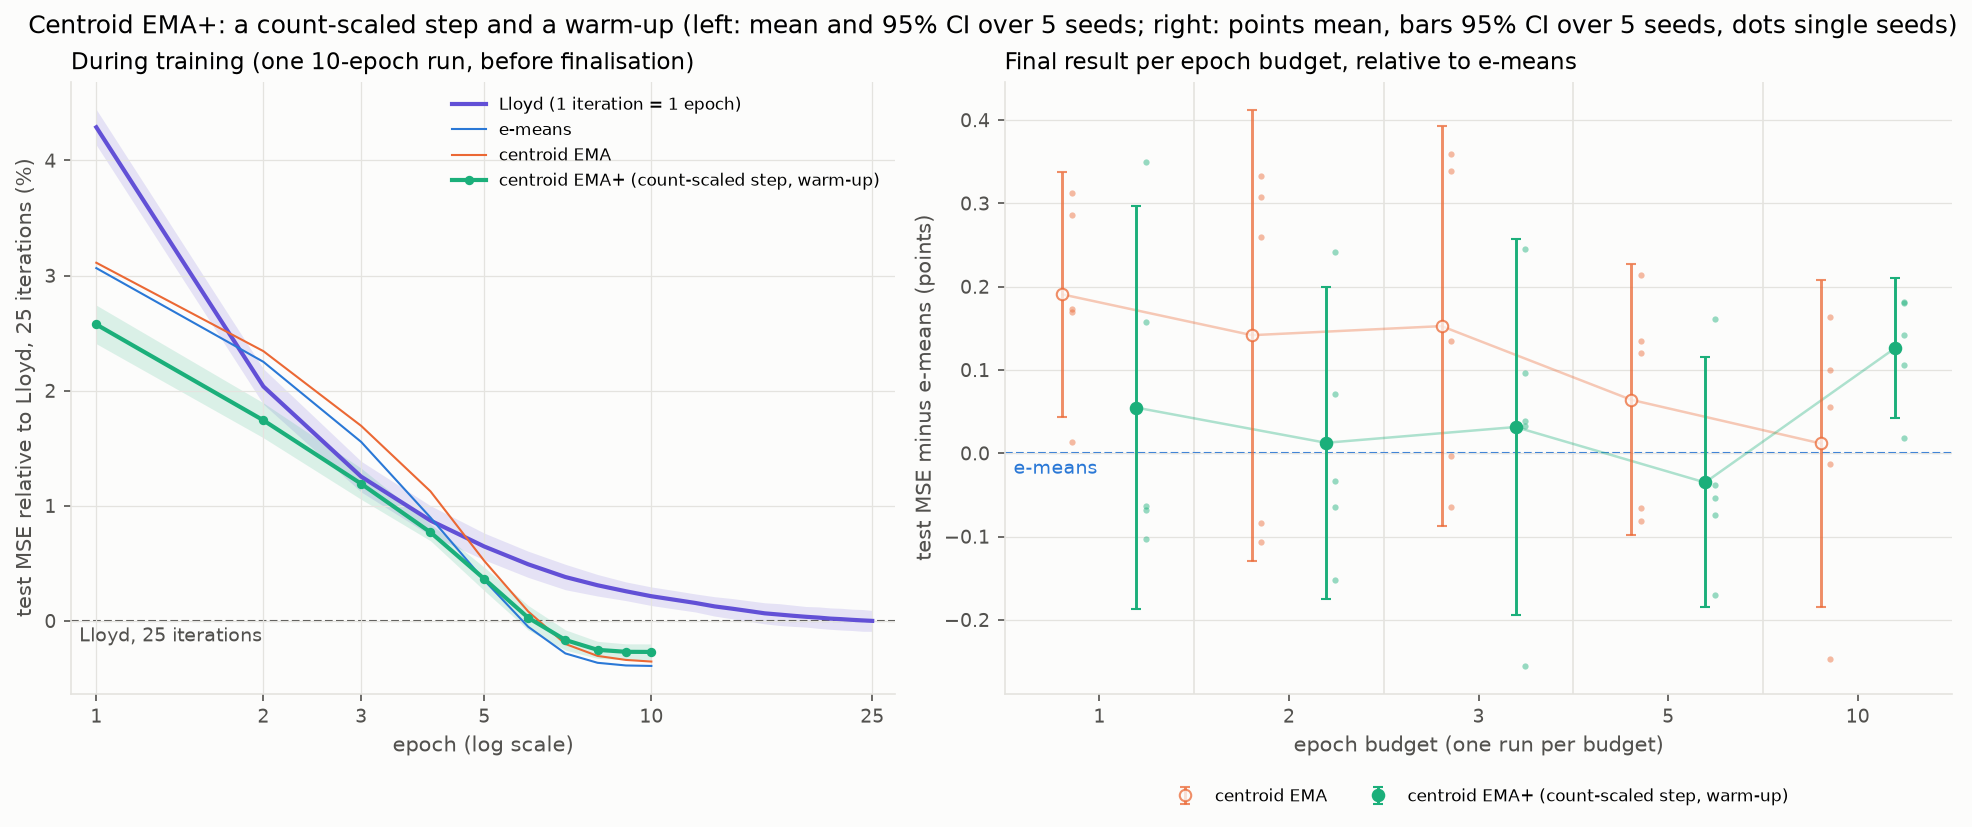 Centroid EMA+: a count-scaled step and a warm-up (left: mean and 95% CI over 5 seeds; right: points mean, bars 95% CI over 5 seeds, dots single seeds)
During training (one 10-epoch run, before finalisation)
Lloyd (1 iteration = 1 epoch)
e-means
centroid EMA
centroid EMA+ (count-scaled step, warm-up)
test MSE relative to Lloyd, 25 iterations (%)
4
3
2
1
0
Lloyd, 25 iterations
1 2 3 5 10 25
epoch (log scale)
Final result per epoch budget, relative to e-means
test MSE minus e-means (points)
0.4
0.3
0.2
0.1
0.0
−0.1
−0.2
e-means
1 2 3 5 10
epoch budget (one run per budget)
centroid EMA
centroid EMA+ (count-scaled step, warm-up)